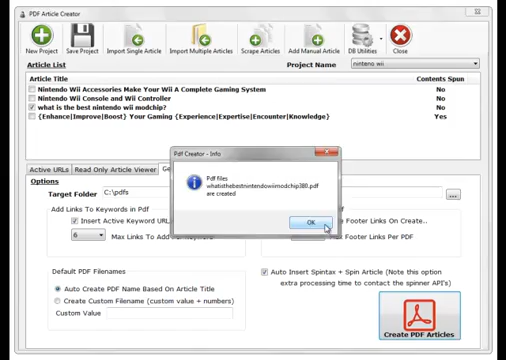 PDF Article Creator
New Project
Save Project
Import Single Article
Import Multiple Articles
Scrape Articles
Add Manual Article
DB Utilities
Close
Article List
Project Name
ninteno wii
Article Title
Contents Spun
Nintendo Wii Accessories Make Your Wii A Complete Gaming System
No
Nintendo Wii Console and Wii Controller
No
what is the best nintendo wii modchip?
No
{Enhance|Improve|Boost} Your Gaming {Experience|Expertise|Encounter|Knowledge}
Yes
Pdf Creator - Info
Pdf files
whatisthebestnintendowiimodchip380.pdf
are created
OK
Active URLs
Read Only Article Viewer
Options
Target Folder
C:\pdfs
...
Add Links To Keywords in Pdf
Insert Active Keyword URL
Footer Links On Create..
6
Max Links To Add
Max Footer Links Per PDF
Default PDF Filenames
Auto Create PDF Name Based On Article Title
Create Custom Filename (custom value + numbers)
Custom Value
Auto Insert Spintax + Spin Article (Note this option
extra processing time to contact the spinner API's)
Create PDF Articles